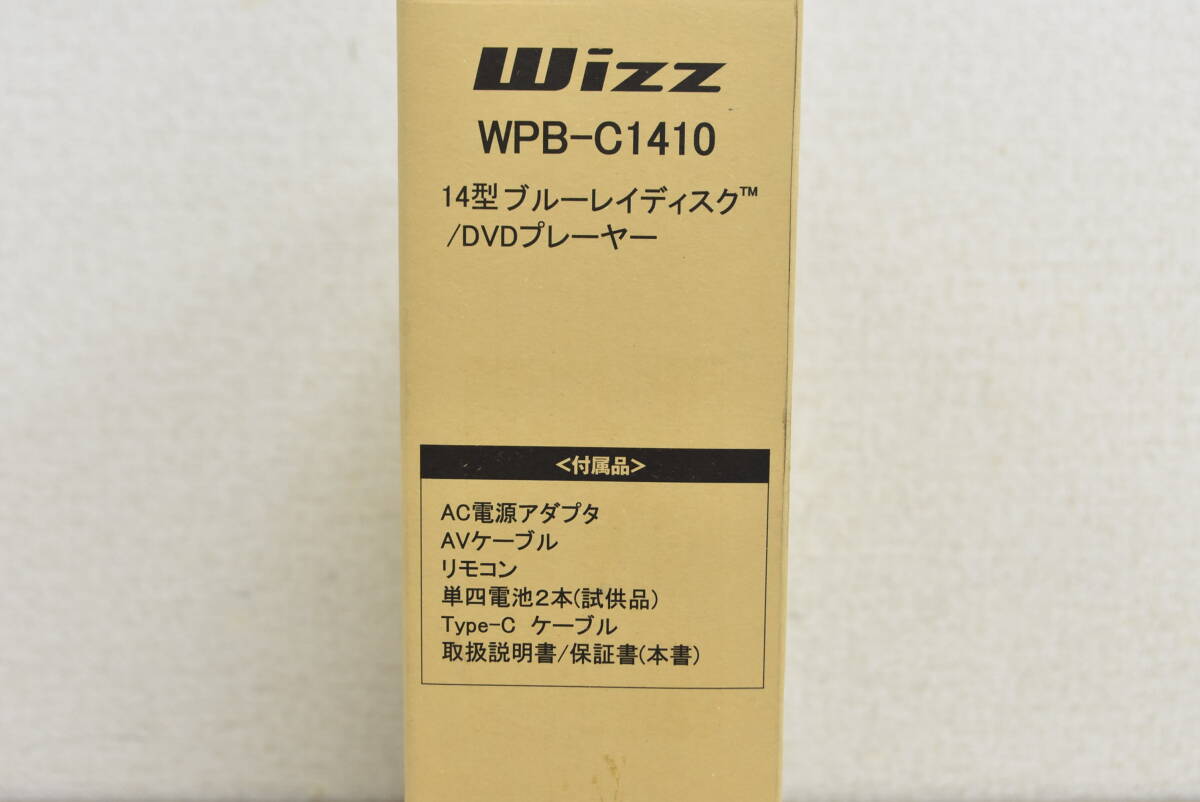 Wizz
WPB-C1410
14型ブルーレイディスク™
/DVDプレーヤー
<付属品>
AC電源アダプタ
AVケーブル
リモコン
単四電池2本(試供品)
Type-C ケーブル
取扱説明書/保証書(本書)